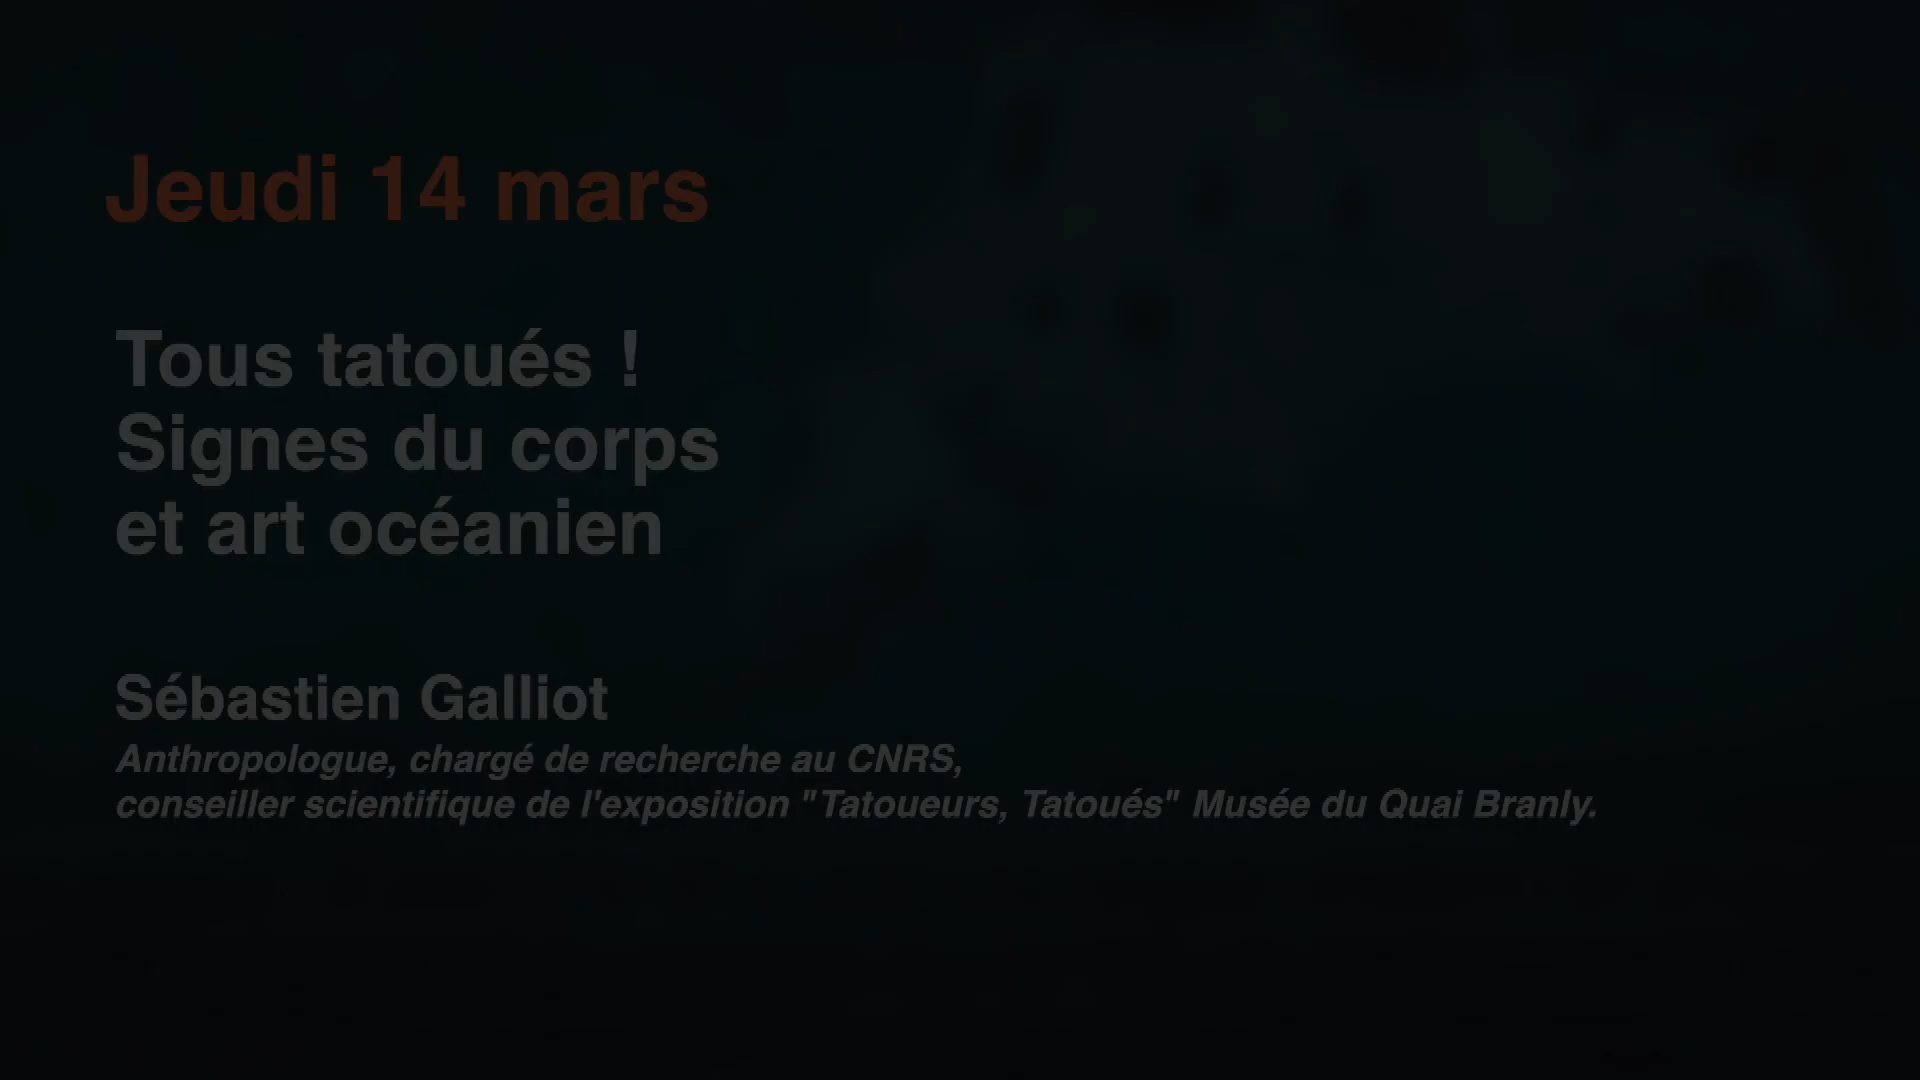 Jeudi 14 mars
Tous tatoués !
Signes du corps
et art océanien
Sébastien Galliot
Anthropologue, chargé de recherche au CNRS,
conseiller scientifique de l'exposition "Tatoueurs, Tatoués" Musée du Quai Branly.